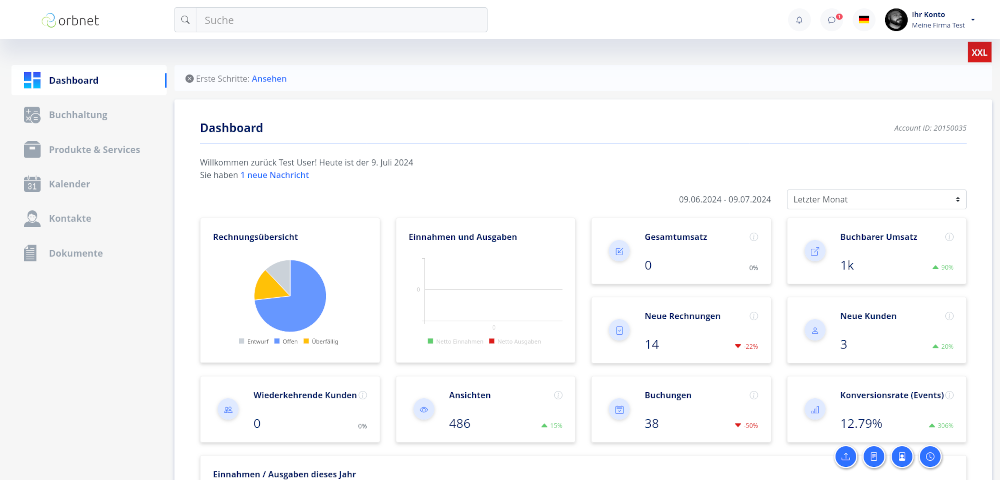 orbnet
Suche
1
Ihr Konto
Meine Firma Test
XXL
Dashboard
Buchhaltung
Produkte & Services
31
Kalender
Kontakte
Dokumente
Erste Schritte: Ansehen
Dashboard
Account ID: 20150035
Willkommen zurück Test User! Heute ist der 9. Juli 2024
Sie haben 1 neue Nachricht
09.06.2024 - 09.07.2024
Letzter Monat
Rechnungsübersicht
Entwurf Offen Überfällig
Einnahmen und Ausgaben
0
0
Netto Einnahmen Netto Ausgaben
Gesamtumsatz
0
0%
Buchbarer Umsatz
1k
90%
Neue Rechnungen
14
22%
Neue Kunden
3
20%
Wiederkehrende Kunden
0
0%
Ansichten
486
15%
Buchungen
38
50%
Konversionsrate (Events)
12.79%
306%
Einnahmen / Ausgaben dieses Jahr